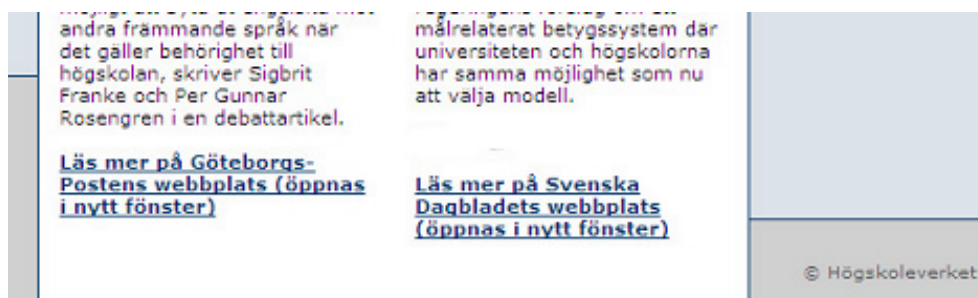 andra främmande språk när
det gäller behörighet till
högskolan, skriver Sigbrit
Franke och Per Gunnar
Rosengren i en debattartikel.
Läs mer på Göteborgs-
Postens webbplats (öppnas
i nytt fönster)
målrelaterat betygssystem där
universiteten och högskolorna
har samma möjlighet som nu
att välja modell.
Läs mer på Svenska
Dagbladets webbplats
(öppnas i nytt fönster)
© Högskoleverket